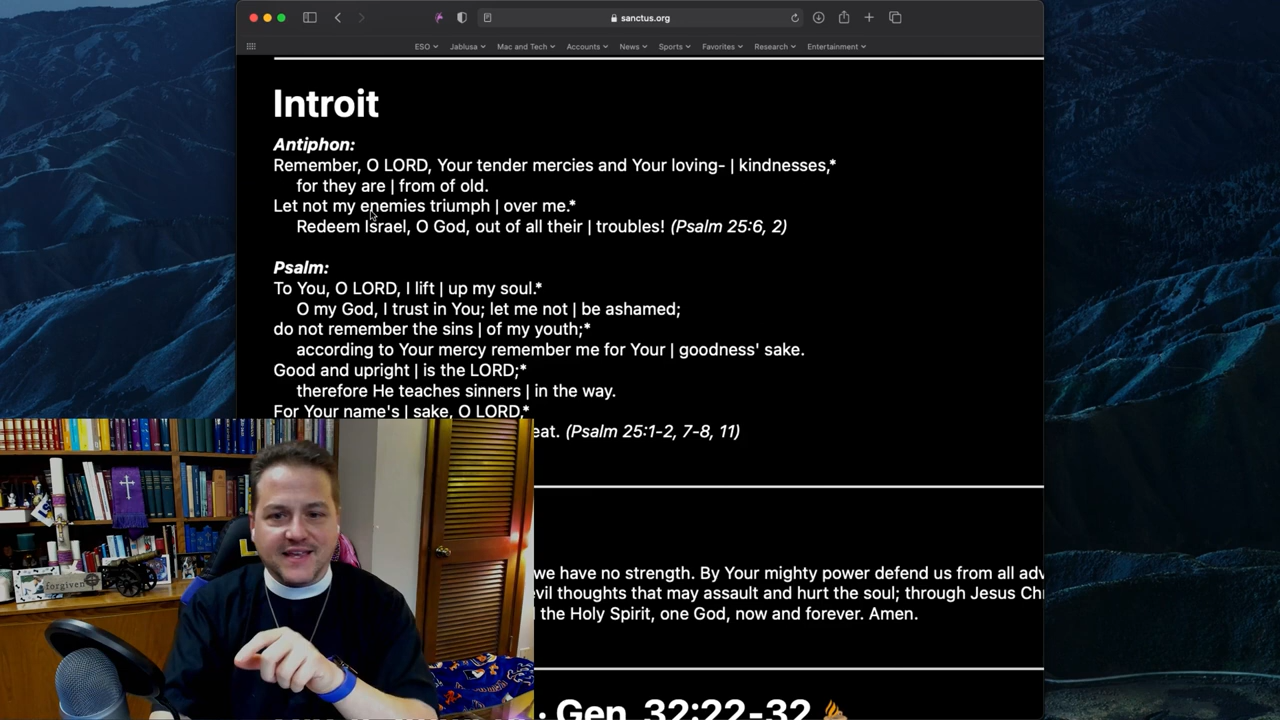 sanctus.org
ESO Jablusa Mac and Tech Accounts News Sports Favorites Research Entertainment
Introit
Antiphon:
Remember, O LORD, Your tender mercies and Your loving- | kindnesses,*
for they are | from of old.
Let not my enemies triumph | over me.*
Redeem Israel, O God, out of all their | troubles! (Psalm 25:6, 2)
Psalm:
To You, O LORD, I lift | up my soul.*
O my God, I trust in You; let me not | be ashamed;
do not remember the sins | of my youth;*
according to Your mercy remember me for Your | goodness' sake.
Good and upright | is the LORD;*
therefore He teaches sinners | in the way.
For Your name's | sake, O LORD,*
eat. (Psalm 25:1-2, 7-8, 11)
we have no strength. By Your mighty power defend us from all adv
evil thoughts that may assault and hurt the soul; through Jesus Ch
the Holy Spirit, one God, now and forever. Amen.
· Gen. 32:22-32
forgiven